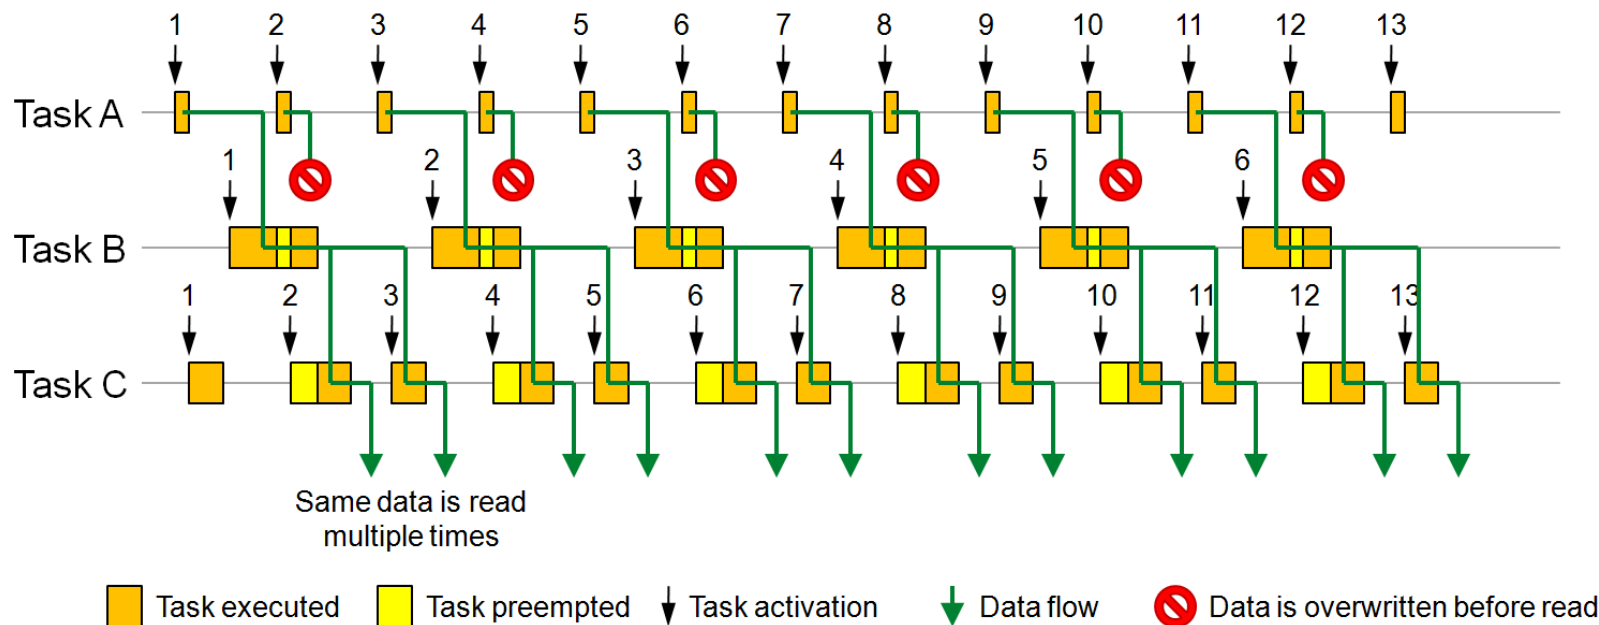 1 2 3 4 5 6 7 8 9 10 11 12 13
Task A
1 2 3 4 5 6
Task B
1 2 3 4 5 6 7 8 9 10 11 12 13
Task C
Same data is read
multiple times
Task executed Task preempted Task activation Data flow Data is overwritten before read